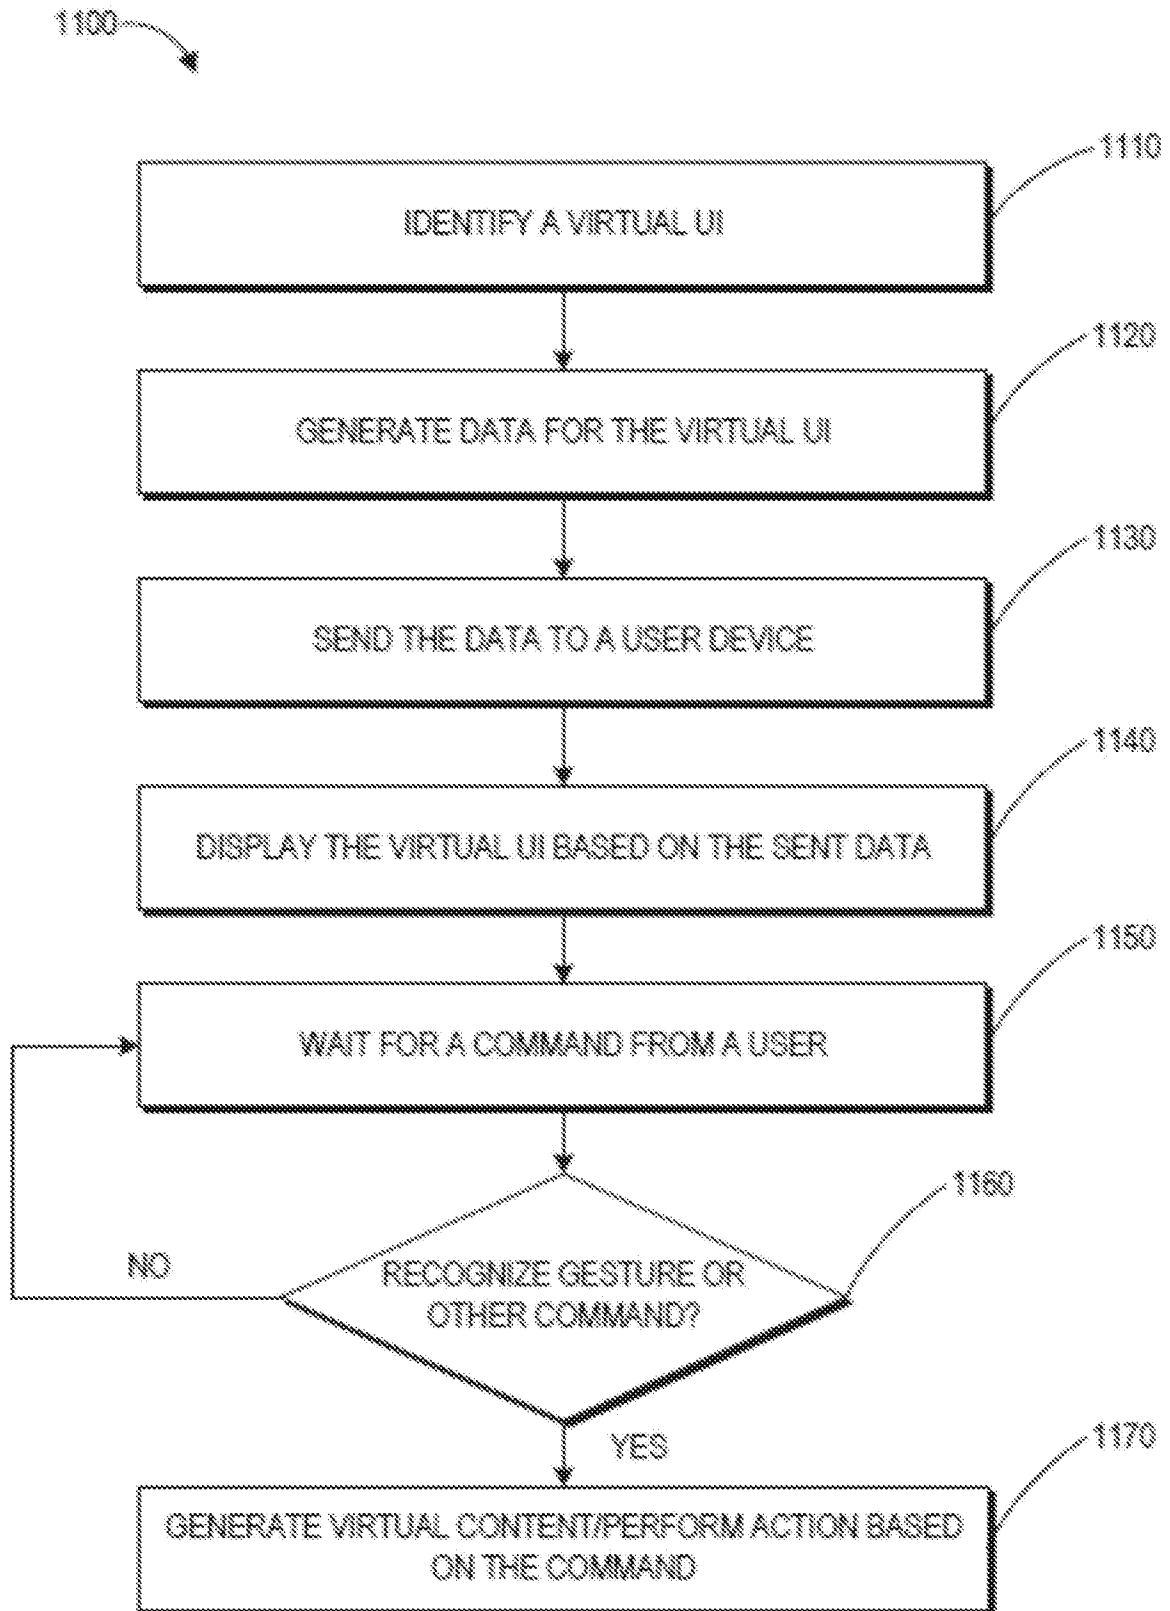 1100
1110
IDENTIFY A VIRTUAL UI
1120
GENERATE DATA FOR THE VIRTUAL UI
1130
SEND THE DATA TO A USER DEVICE
1140
DISPLAY THE VIRTUAL UI BASED ON THE SENT DATA
1150
WAIT FOR A COMMAND FROM A USER
1160
NO
RECOGNIZE GESTURE OR
OTHER COMMAND?
YES
1170
GENERATE VIRTUAL CONTENT/PERFORM ACTION BASED
ON THE COMMAND